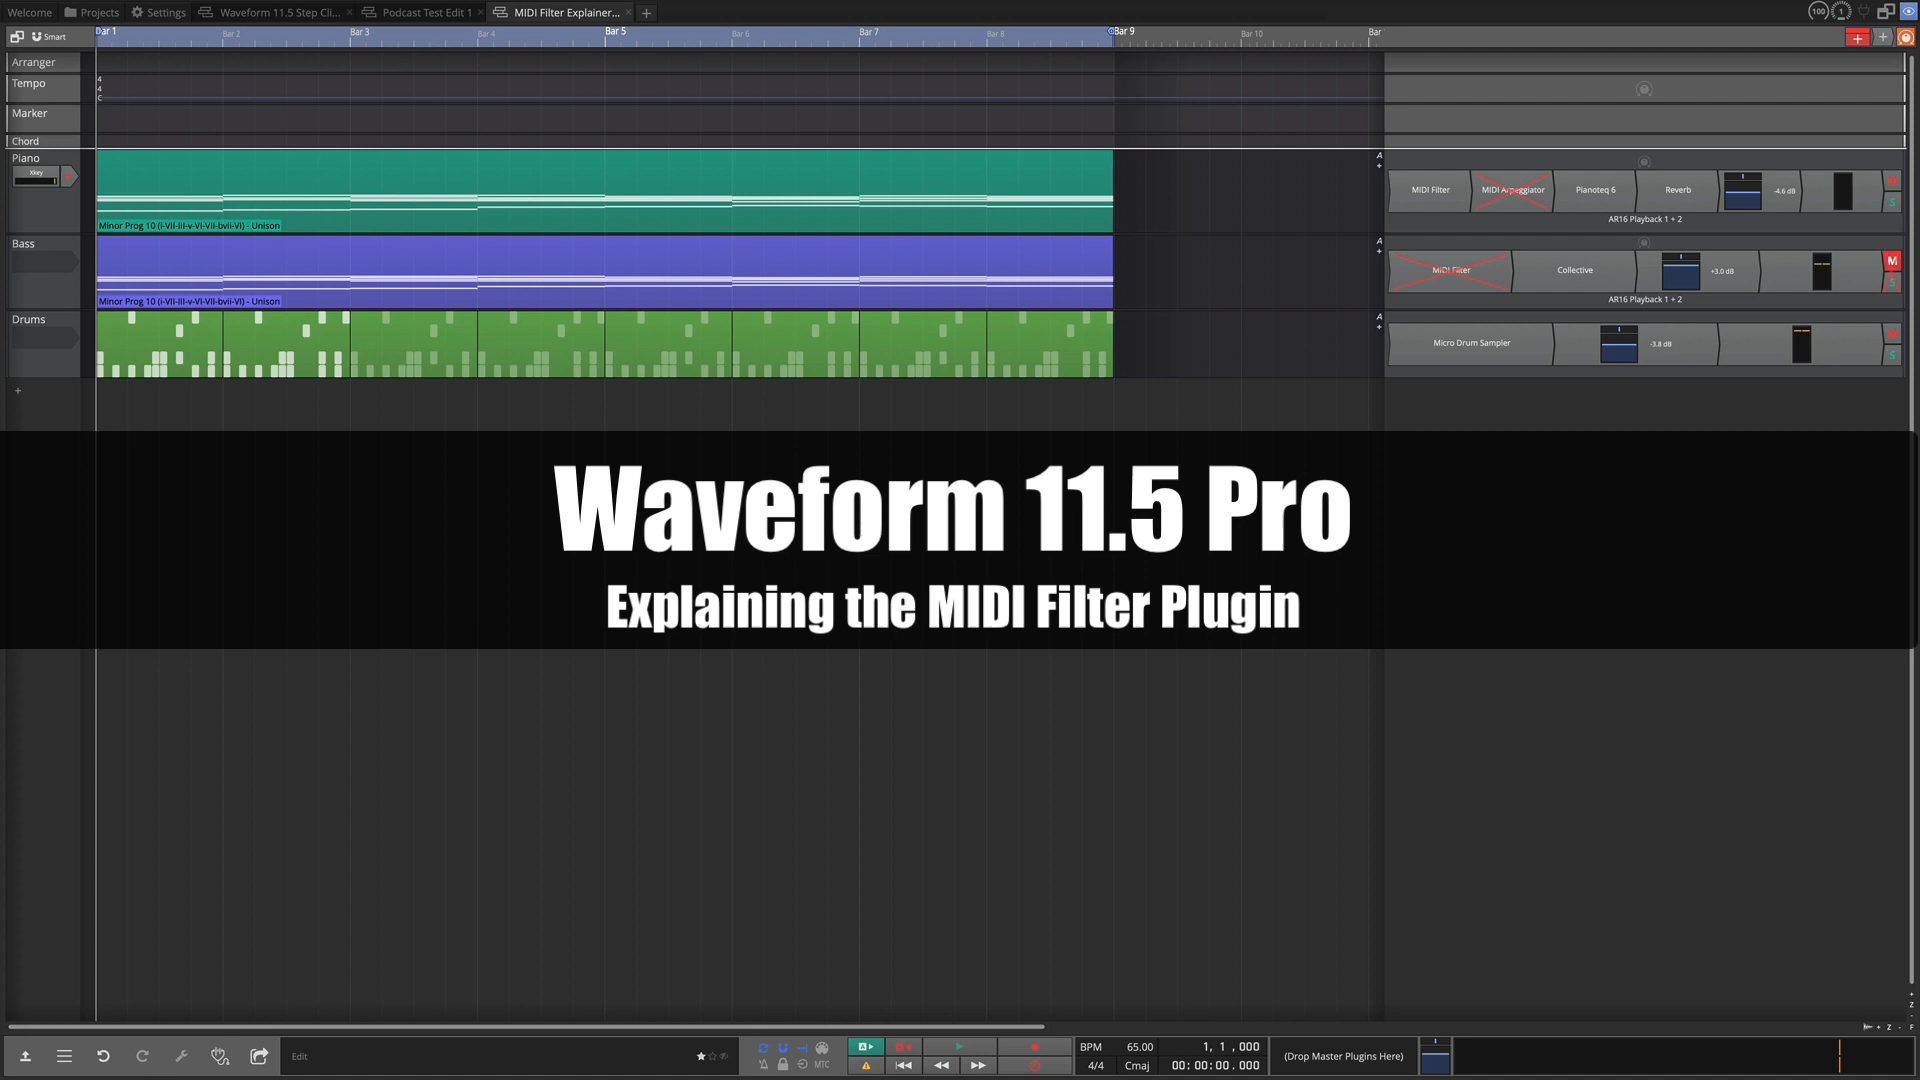 Welcome Projects Settings Waveform 11.5 Step Cli... Podcast Test Edit 1 MIDI Filter Explainer...
100 1
Smart
Bar 1 Bar 2 Bar 3 Bar 4 Bar 5 Bar 6 Bar 7 Bar 8 Bar 9 Bar 10 Bar
Arranger
Tempo
4
4
C
Marker
Chord
Piano
Xkey
A
MIDI Filter MIDI Arpeggiator Pianoteq 6 Reverb -4.6 dB M
S
AR16 Playback 1 + 2
Minor Prog 10 (i-VII-III-v-VI-VII-bvii-VI) - Unison
Bass
A
MIDI Filter Collective +3.0 dB M
S
AR16 Playback 1 + 2
Minor Prog 10 (i-VII-III-v-VI-VII-bvii-VI) - Unison
Drums
A
Micro Drum Sampler -3.8 dB M
S
Waveform 11.5 Pro
Explaining the MIDI Filter Plugin
Z
Z F
Edit
MTC
A
BPM 65.00 1, 1 ,000
4/4 Cmaj 00: 00: 00. 000
(Drop Master Plugins Here)